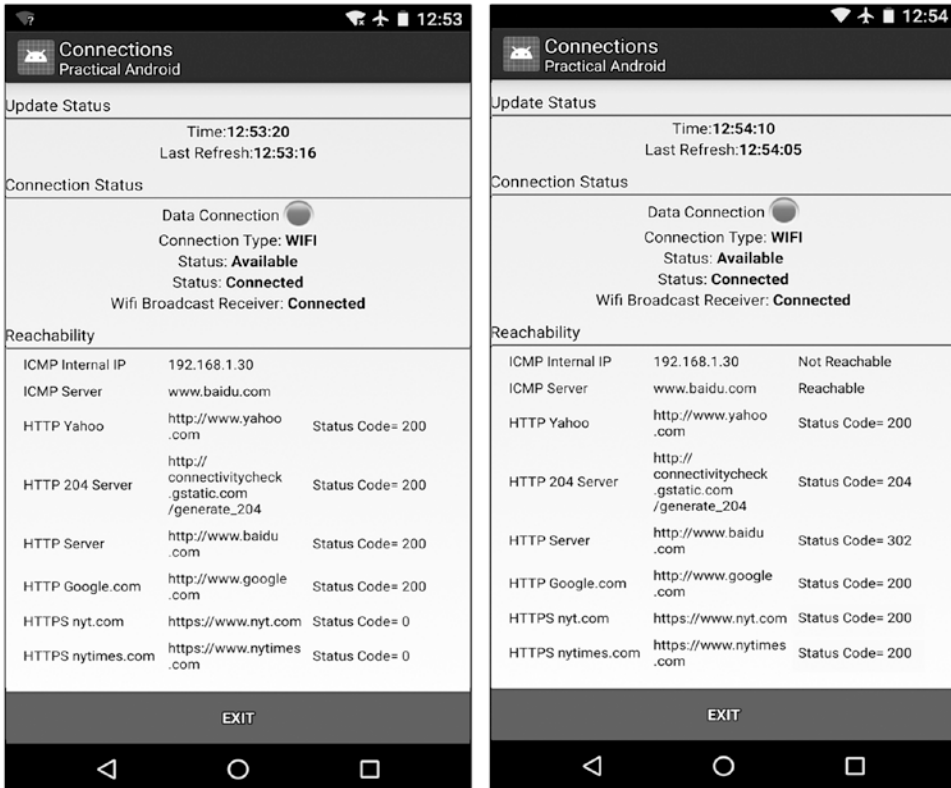 12:53
Connections
Practical Android
Update Status
Time:12:53:20
Last Refresh:12:53:16
Connection Status
Data Connection
Connection Type: WIFI
Status: Available
Status: Connected
Wifi Broadcast Receiver: Connected
Reachability
ICMP Internal IP 192.168.1.30
ICMP Server www.baidu.com
HTTP Yahoo http://www.yahoo
.com Status Code= 200
HTTP 204 Server http://
connectivitycheck
.gstatic.com
/generate_204 Status Code= 200
HTTP Server http://www.baidu
.com Status Code= 200
HTTP Google.com http://www.google
.com Status Code= 200
HTTPS nyt.com https://www.nyt.com Status Code= 0
HTTPS nytimes.com https://www.nytimes
.com Status Code= 0
EXIT
12:54
Connections
Practical Android
Update Status
Time:12:54:10
Last Refresh:12:54:05
Connection Status
Data Connection
Connection Type: WIFI
Status: Available
Status: Connected
Wifi Broadcast Receiver: Connected
Reachability
ICMP Internal IP 192.168.1.30 Not Reachable
ICMP Server www.baidu.com Reachable
HTTP Yahoo http://www.yahoo
.com Status Code= 200
HTTP 204 Server http://
connectivitycheck
.gstatic.com
/generate_204 Status Code= 204
HTTP Server http://www.baidu
.com Status Code= 302
HTTP Google.com http://www.google
.com Status Code= 200
HTTPS nyt.com https://www.nyt.com Status Code= 200
HTTPS nytimes.com https://www.nytimes
.com Status Code= 200
EXIT